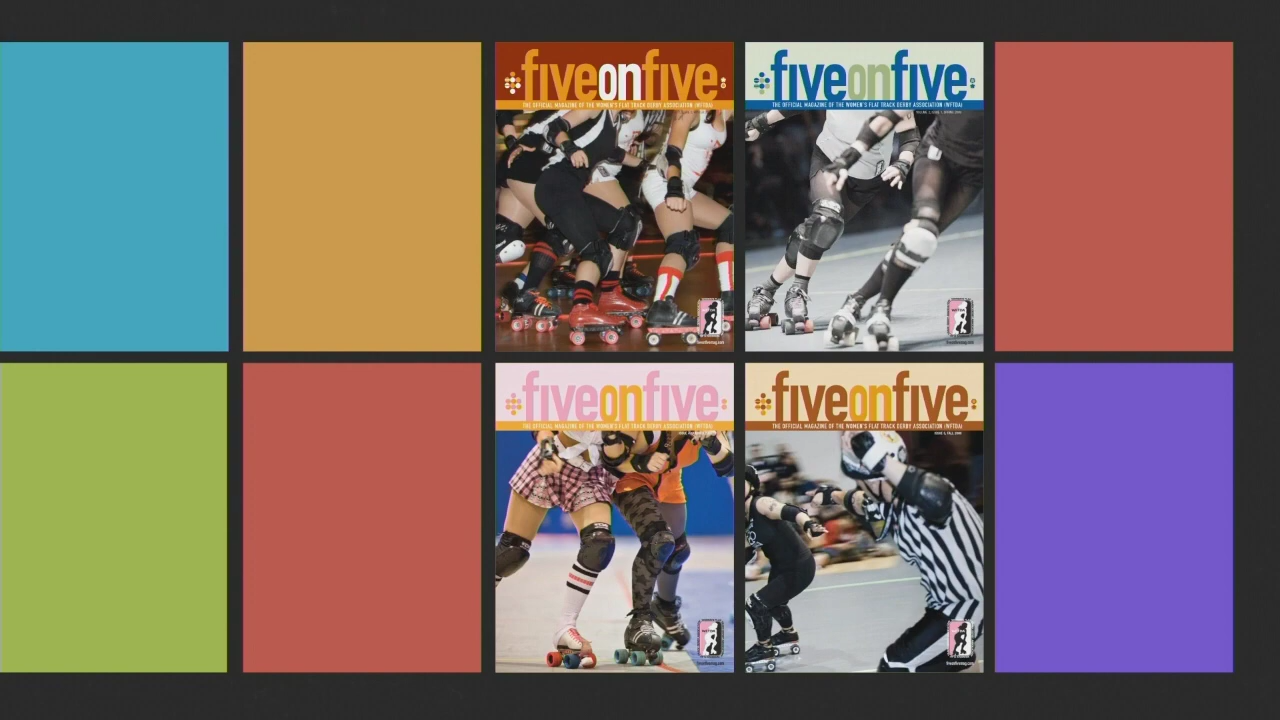 fiveonfive
THE OFFICIAL MAGAZINE OF THE WOMEN'S FLAT TRACK DERBY ASSOCIATION (WFTDA)
fiveonfive
THE OFFICIAL MAGAZINE OF THE WOMEN'S FLAT TRACK DERBY ASSOCIATION (WFTDA)
fiveonfive
THE OFFICIAL MAGAZINE OF THE WOMEN'S FLAT TRACK DERBY ASSOCIATION (WFTDA)
fiveonfive
THE OFFICIAL MAGAZINE OF THE WOMEN'S FLAT TRACK DERBY ASSOCIATION (WFTDA)